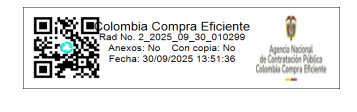 Colombia Compra Eficiente
Rad No. 2_2025_09_30_010299
Anexos: No Con copia: No
Fecha: 30/09/2025 13:51:36
Agencia Nacional
de Contratación Pública
Colombia Compra Eficiente